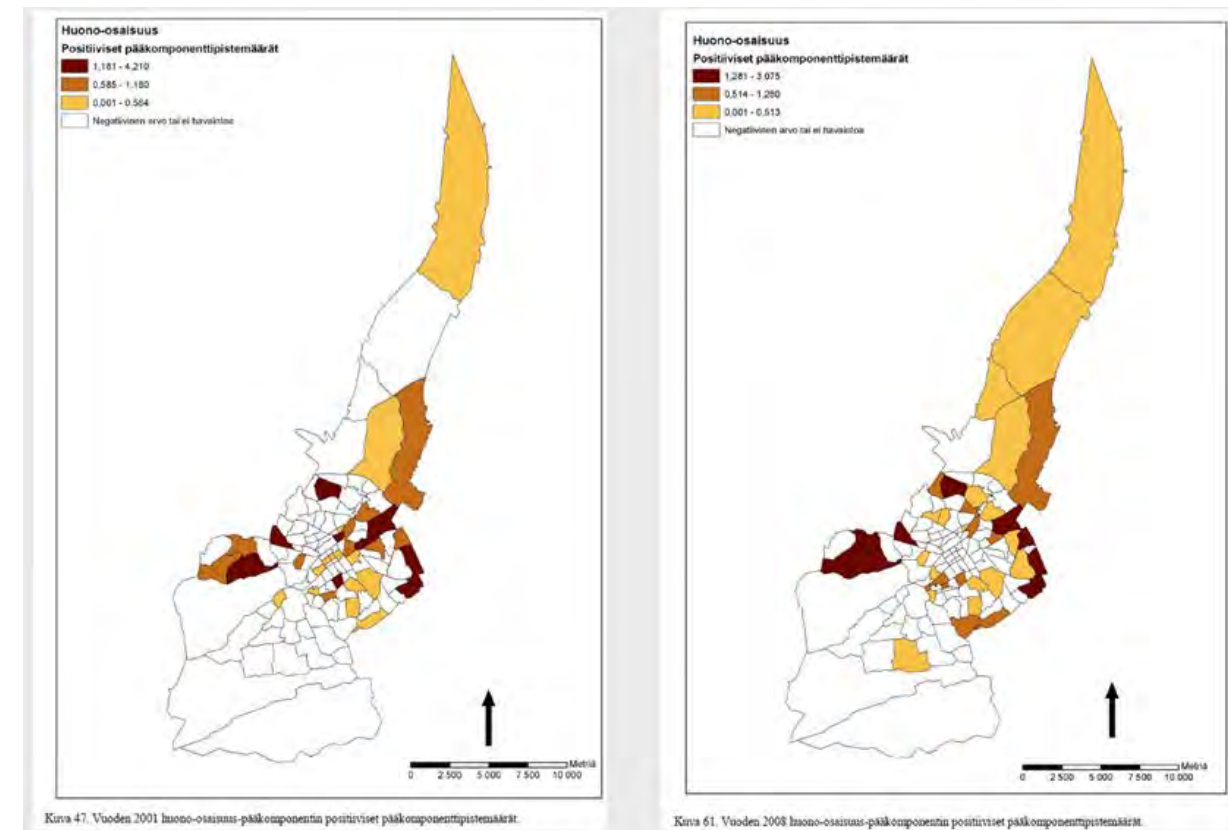 Huono-osaisuus
Positiiviset pääkomponenttipistemäärät
1,181 - 4,210
0,585 - 1,180
0,001 - 0,584
Negatiivinen arvo tai ei havaintoa
Metriä
0 2 500 5 000 7 500 10 000
Kuva 47. Vuoden 2001 huono-osaisuus-pääkomponentin positiiviset pääkomponenttipistemäärät.
Huono-osaisuus
Positiiviset pääkomponenttipistemäärät
1,281 - 3,075
0,514 - 1,280
0,001 - 0,513
Negatiivinen arvo tai ei havaintoa
Metriä
0 2 500 5 000 7 500 10 000
Kuva 61. Vuoden 2008 huono-osaisuus-pääkomponentin positiiviset pääkomponenttipistemäärät.